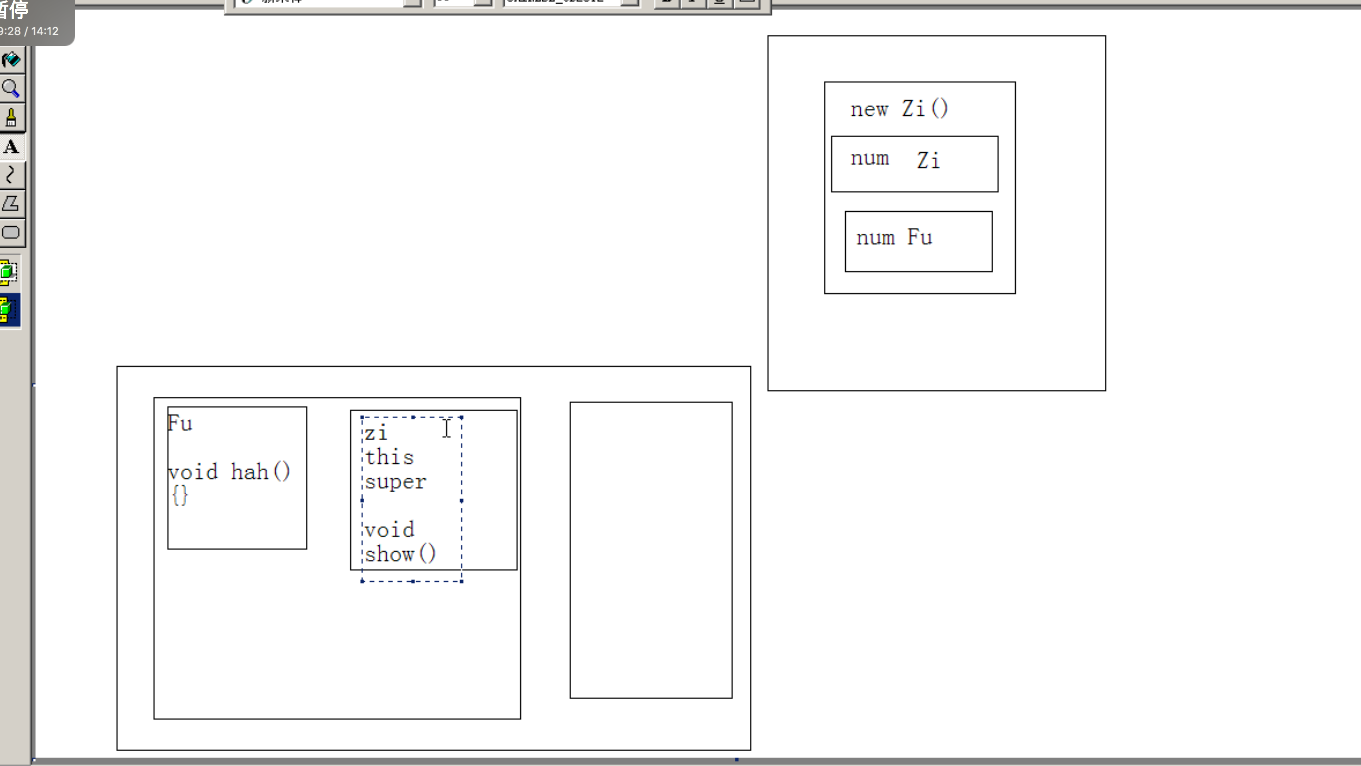 暂停
9:28 / 14:12
new Zi()
num Zi
num Fu
Fu
void hah()
{}
zi
this
super
void
show()
A